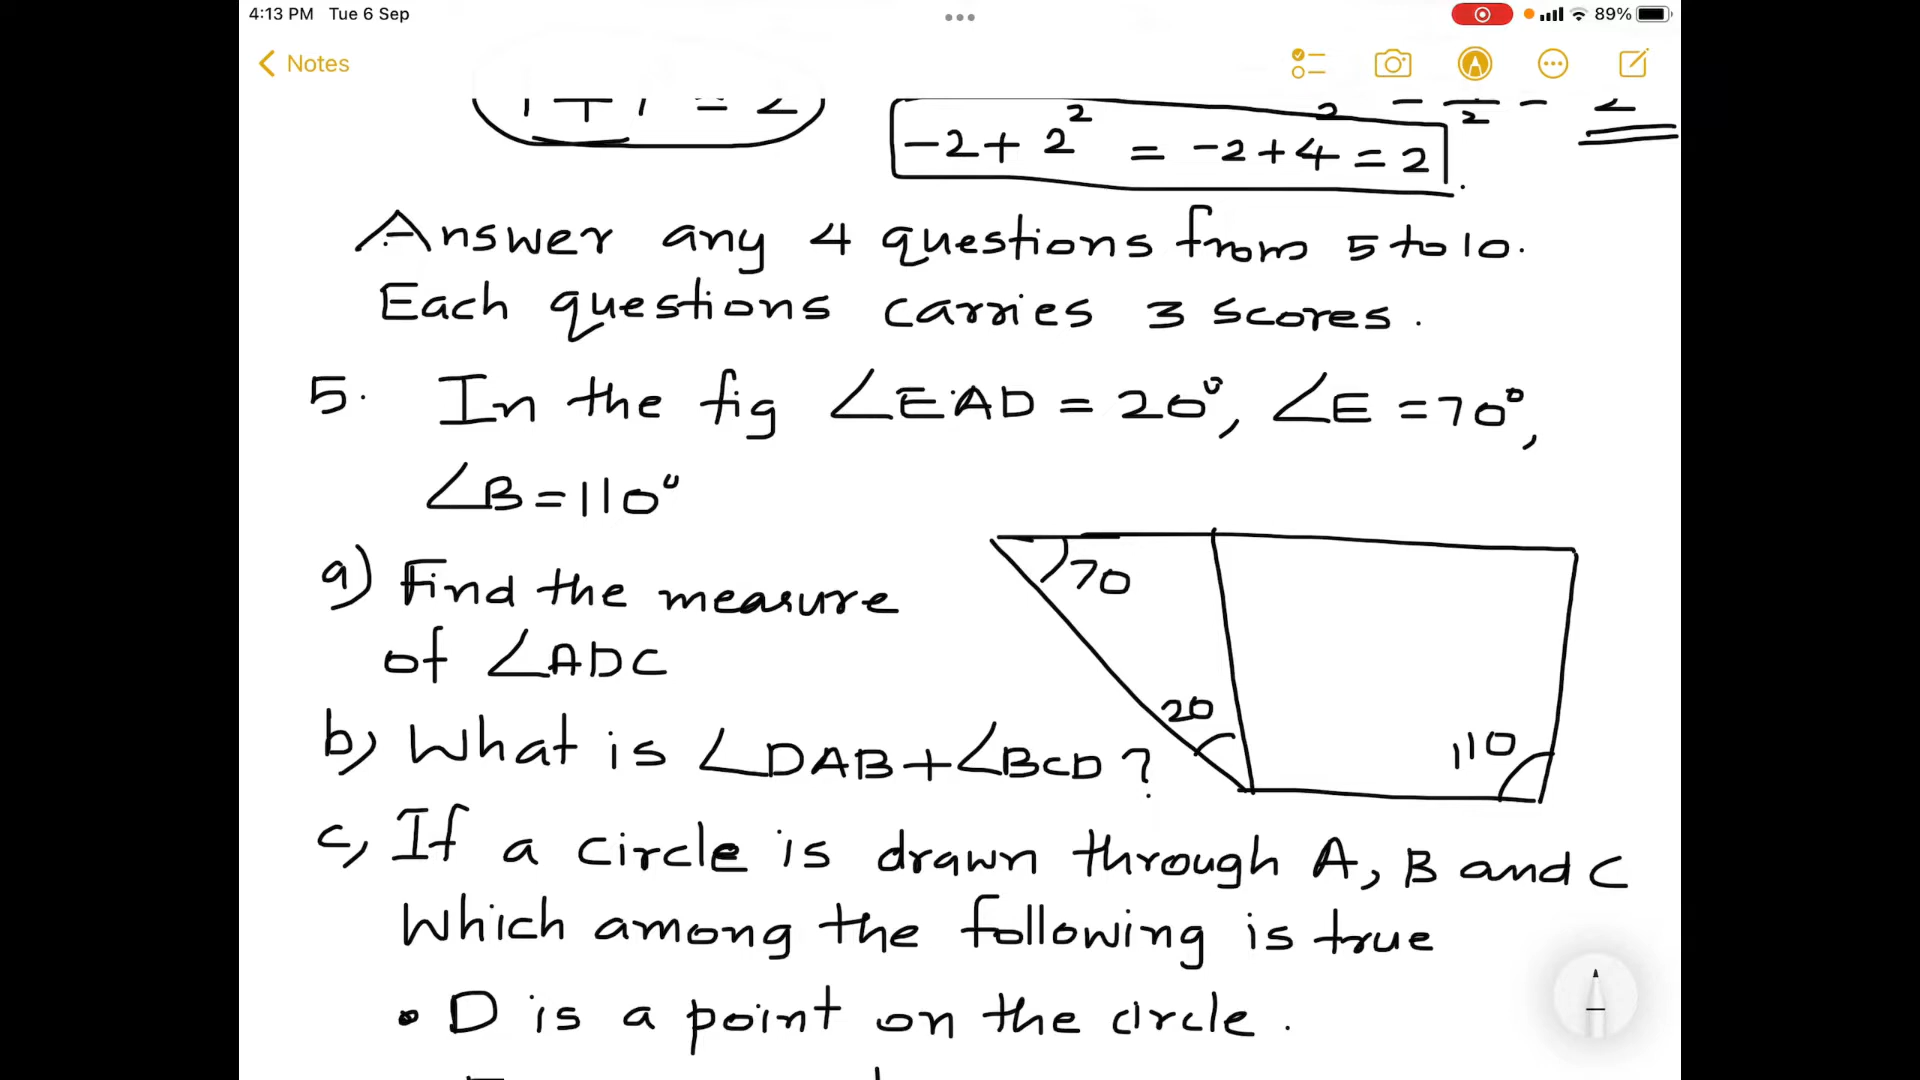 4:13 PM Tue 6 Sep
89%
Notes
1 + 1 = 2
-2 + 2² = -2 + 4 = 2
Answer any 4 questions from 5 to 10.
Each questions carries 3 scores.
5. In the fig ∠EAD = 20°, ∠E = 70°,
∠B = 110°
a) Find the measure
of ∠ADC
b) What is ∠DAB + ∠BCD ?
c) If a circle is drawn through A, B and C
Which among the following is true
• D is a point on the circle.
70
20
110